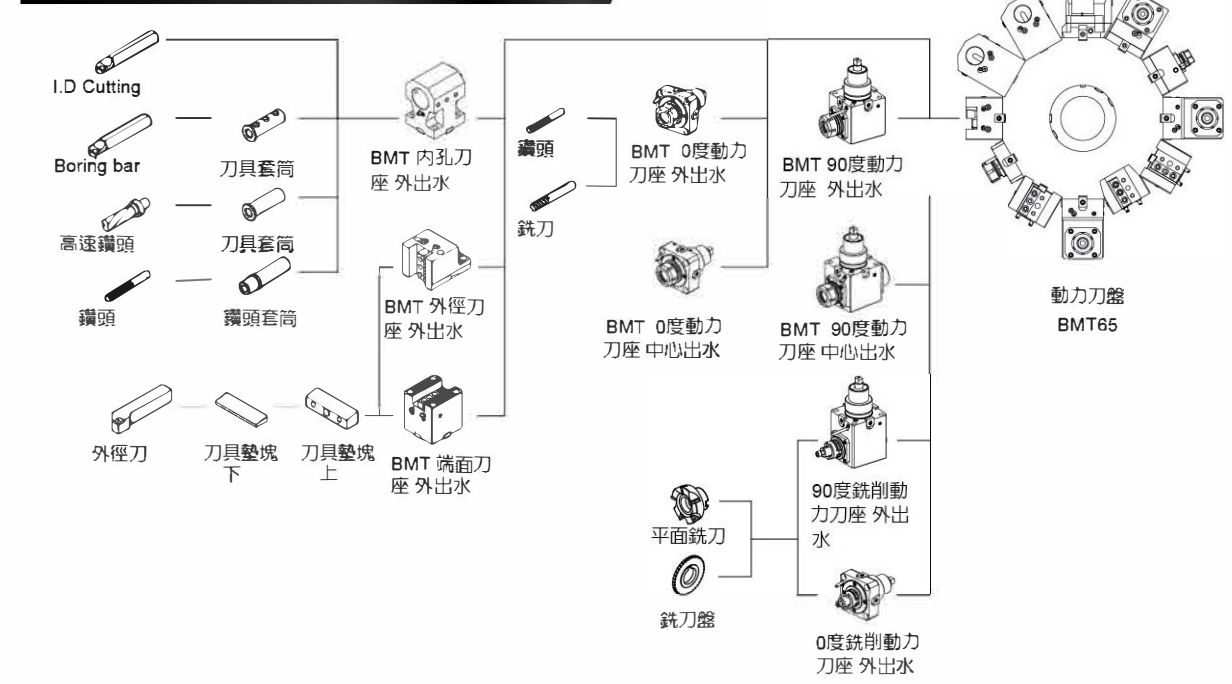 I.D Cutting
Boring bar
刀具套筒
高速鑽頭
刀具套筒
鑽頭
鑽頭套筒
外徑刀
刀具墊塊
下
刀具墊塊
上
BMT 內孔刀
座 外出水
BMT 外徑刀
座 外出水
BMT 端面刀
座 外出水
鑽頭
銑刀
BMT 0度動力
刀座 外出水
BMT 0度動力
刀座 中心出水
BMT 90度動力
刀座 外出水
BMT 90度動力
刀座 中心出水
平面銑刀
銑刀盤
90度銑削動
力刀座 外出
水
0度銑削動力
刀座 外出水
動力刀盤
BMT65